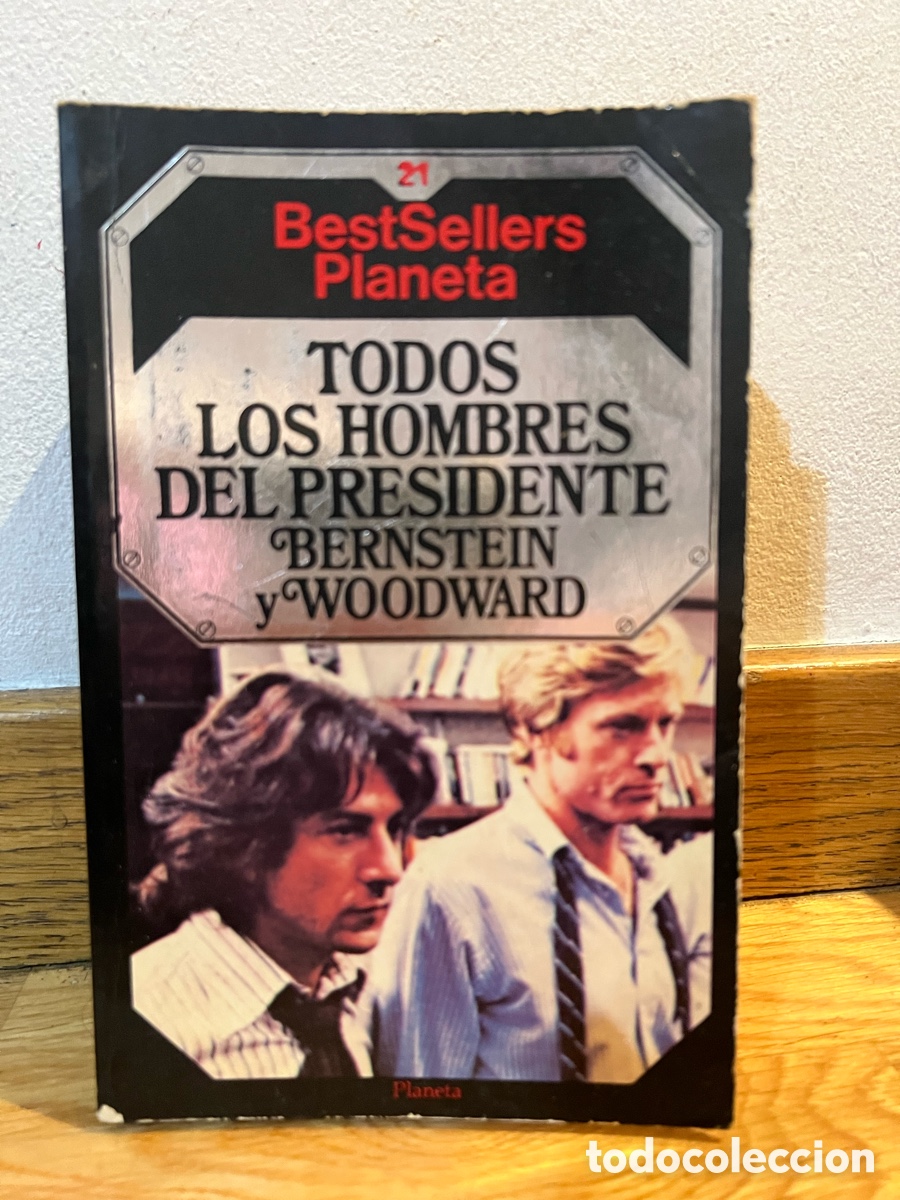 21
BestSellers
Planeta
TODOS
LOS HOMBRES
DEL PRESIDENTE
BERNSTEIN
y WOODWARD
Planeta
todocoleccion